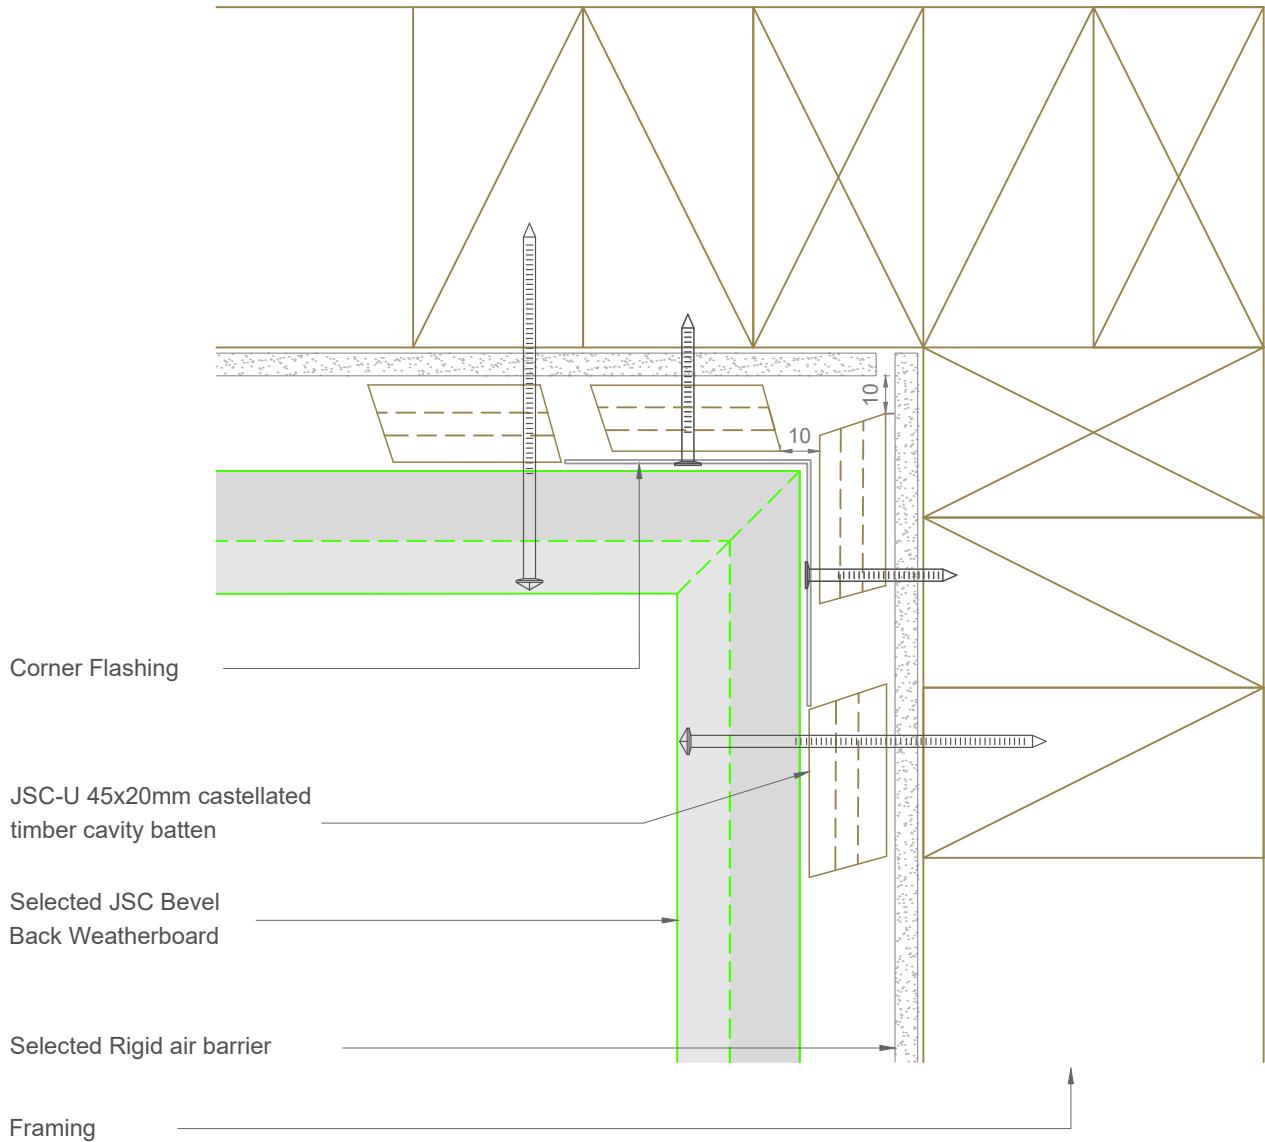 10
10
Corner Flashing
JSC-U 45x20mm castellated
timber cavity batten
Selected JSC Bevel
Back Weatherboard
Selected Rigid air barrier
Framing